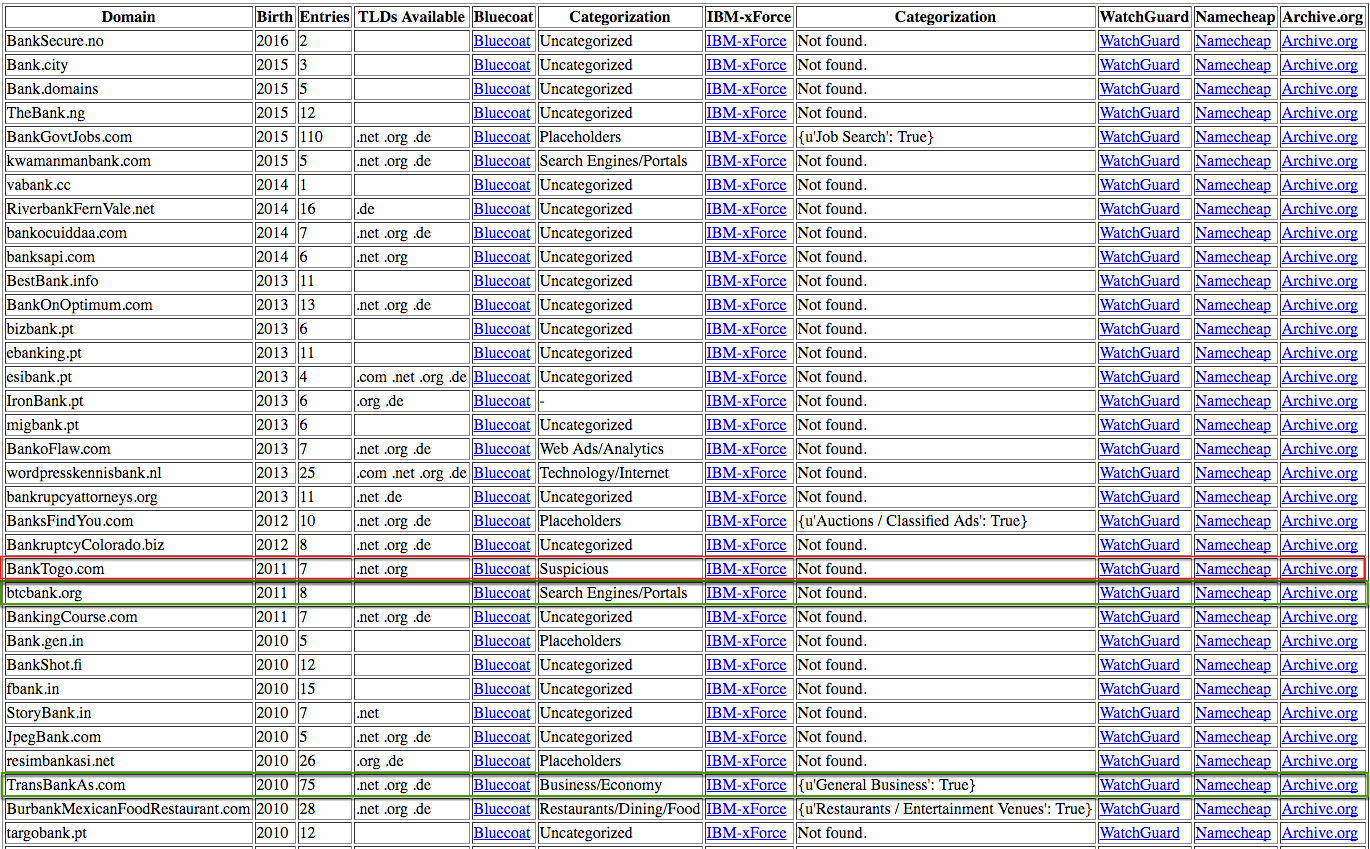 Domain Birth Entries TLDs Available Bluecoat Categorization IBM-xForce Categorization WatchGuard Namecheap Archive.org
BankSecure.no 2016 2 Bluecoat Uncategorized IBM-xForce Not found. WatchGuard Namecheap Archive.org
Bank.city 2015 3 Bluecoat Uncategorized IBM-xForce Not found. WatchGuard Namecheap Archive.org
Bank.domains 2015 5 Bluecoat Uncategorized IBM-xForce Not found. WatchGuard Namecheap Archive.org
TheBank.ng 2015 12 Bluecoat Uncategorized IBM-xForce Not found. WatchGuard Namecheap Archive.org
BankGovtJobs.com 2015 110 .net .org .de Bluecoat Placeholders IBM-xForce {u'Job Search': True} WatchGuard Namecheap Archive.org
kwamanmanbank.com 2015 5 .net .org .de Bluecoat Search Engines/Portals IBM-xForce Not found. WatchGuard Namecheap Archive.org
vabank.cc 2014 1 Bluecoat Uncategorized IBM-xForce Not found. WatchGuard Namecheap Archive.org
RiverbankFernVale.net 2014 16 .de Bluecoat Uncategorized IBM-xForce Not found. WatchGuard Namecheap Archive.org
bankocuiddaa.com 2014 7 .net .org .de Bluecoat Uncategorized IBM-xForce Not found. WatchGuard Namecheap Archive.org
banksapi.com 2014 6 .net .org Bluecoat Uncategorized IBM-xForce Not found. WatchGuard Namecheap Archive.org
BestBank.info 2013 11 Bluecoat Uncategorized IBM-xForce Not found. WatchGuard Namecheap Archive.org
BankOnOptimum.com 2013 13 .net .org .de Bluecoat Uncategorized IBM-xForce Not found. WatchGuard Namecheap Archive.org
bizbank.pt 2013 6 Bluecoat Uncategorized IBM-xForce Not found. WatchGuard Namecheap Archive.org
ebanking.pt 2013 11 Bluecoat Uncategorized IBM-xForce Not found. WatchGuard Namecheap Archive.org
esibank.pt 2013 4 .com .net .org .de Bluecoat Uncategorized IBM-xForce Not found. WatchGuard Namecheap Archive.org
IronBank.pt 2013 6 .org .de Bluecoat - IBM-xForce Not found. WatchGuard Namecheap Archive.org
migbank.pt 2013 6 Bluecoat Uncategorized IBM-xForce Not found. WatchGuard Namecheap Archive.org
BankoFlaw.com 2013 7 .net .org .de Bluecoat Web Ads/Analytics IBM-xForce Not found. WatchGuard Namecheap Archive.org
wordpresskennisbank.nl 2013 25 .com .net .org .de Bluecoat Technology/Internet IBM-xForce Not found. WatchGuard Namecheap Archive.org
bankrupcyattorneys.org 2013 11 .net .de Bluecoat Uncategorized IBM-xForce Not found. WatchGuard Namecheap Archive.org
BanksFindYou.com 2012 10 .net .org .de Bluecoat Placeholders IBM-xForce {u'Auctions / Classified Ads': True} WatchGuard Namecheap Archive.org
BankruptcyColorado.biz 2012 8 .net .org .de Bluecoat Uncategorized IBM-xForce Not found. WatchGuard Namecheap Archive.org
BankTogo.com 2011 7 .net .org Bluecoat Suspicious IBM-xForce Not found. WatchGuard Namecheap Archive.org
btcbank.org 2011 8 Bluecoat Search Engines/Portals IBM-xForce Not found. WatchGuard Namecheap Archive.org
BankingCourse.com 2011 7 .net .org .de Bluecoat Uncategorized IBM-xForce Not found. WatchGuard Namecheap Archive.org
Bank.gen.in 2010 5 Bluecoat Placeholders IBM-xForce Not found. WatchGuard Namecheap Archive.org
BankShot.fi 2010 12 Bluecoat Uncategorized IBM-xForce Not found. WatchGuard Namecheap Archive.org
fbank.in 2010 15 Bluecoat Uncategorized IBM-xForce Not found. WatchGuard Namecheap Archive.org
StoryBank.in 2010 7 .net Bluecoat Uncategorized IBM-xForce Not found. WatchGuard Namecheap Archive.org
JpegBank.com 2010 5 .net .org .de Bluecoat Uncategorized IBM-xForce Not found. WatchGuard Namecheap Archive.org
resimbankasi.net 2010 26 .org .de Bluecoat Placeholders IBM-xForce Not found. WatchGuard Namecheap Archive.org
TransBankAs.com 2010 75 .net .org .de Bluecoat Business/Economy IBM-xForce {u'General Business': True} WatchGuard Namecheap Archive.org
BurbankMexicanFoodRestaurant.com 2010 28 .net .org .de Bluecoat Restaurants/Dining/Food IBM-xForce {u'Restaurants / Entertainment Venues': True} WatchGuard Namecheap Archive.org
targobank.pt 2010 12 Bluecoat Uncategorized IBM-xForce Not found. WatchGuard Namecheap Archive.org